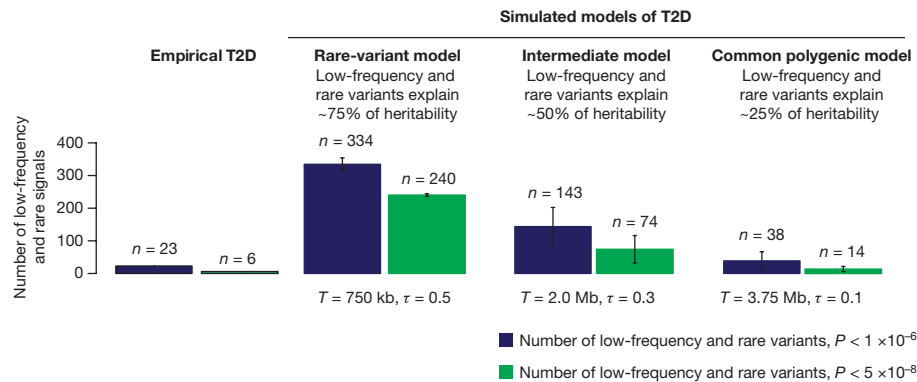 Simulated models of T2D
Empirical T2D
Rare-variant model
Low-frequency and
rare variants explain
~75% of heritability
Intermediate model
Low-frequency and
rare variants explain
~50% of heritability
Common polygenic model
Low-frequency and
rare variants explain
~25% of heritability
Number of low-frequency
and rare signals
400
300
200
100
0
n = 23
n = 6
n = 334
n = 240
n = 143
n = 74
n = 38
n = 14
T = 750 kb, τ = 0.5
T = 2.0 Mb, τ = 0.3
T = 3.75 Mb, τ = 0.1
Number of low-frequency and rare variants, P < 1 ×10⁻⁶
Number of low-frequency and rare variants, P < 5 ×10⁻⁸